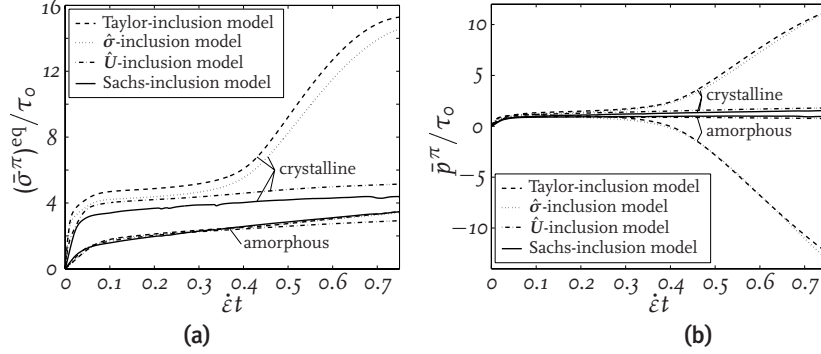 16
12
8
4
0
(σ̄^π)^eq/τ₀
Taylor-inclusion model
σ̂-inclusion model
Û-inclusion model
Sachs-inclusion model
crystalline
amorphous
0 0.1 0.2 0.3 0.4 0.5 0.6 0.7
ε̇t
(a)
10
5
0
−5
−10
p̄^π/τ₀
crystalline
amorphous
Taylor-inclusion model
σ̂-inclusion model
Û-inclusion model
Sachs-inclusion model
0 0.1 0.2 0.3 0.4 0.5 0.6 0.7
ε̇t
(b)